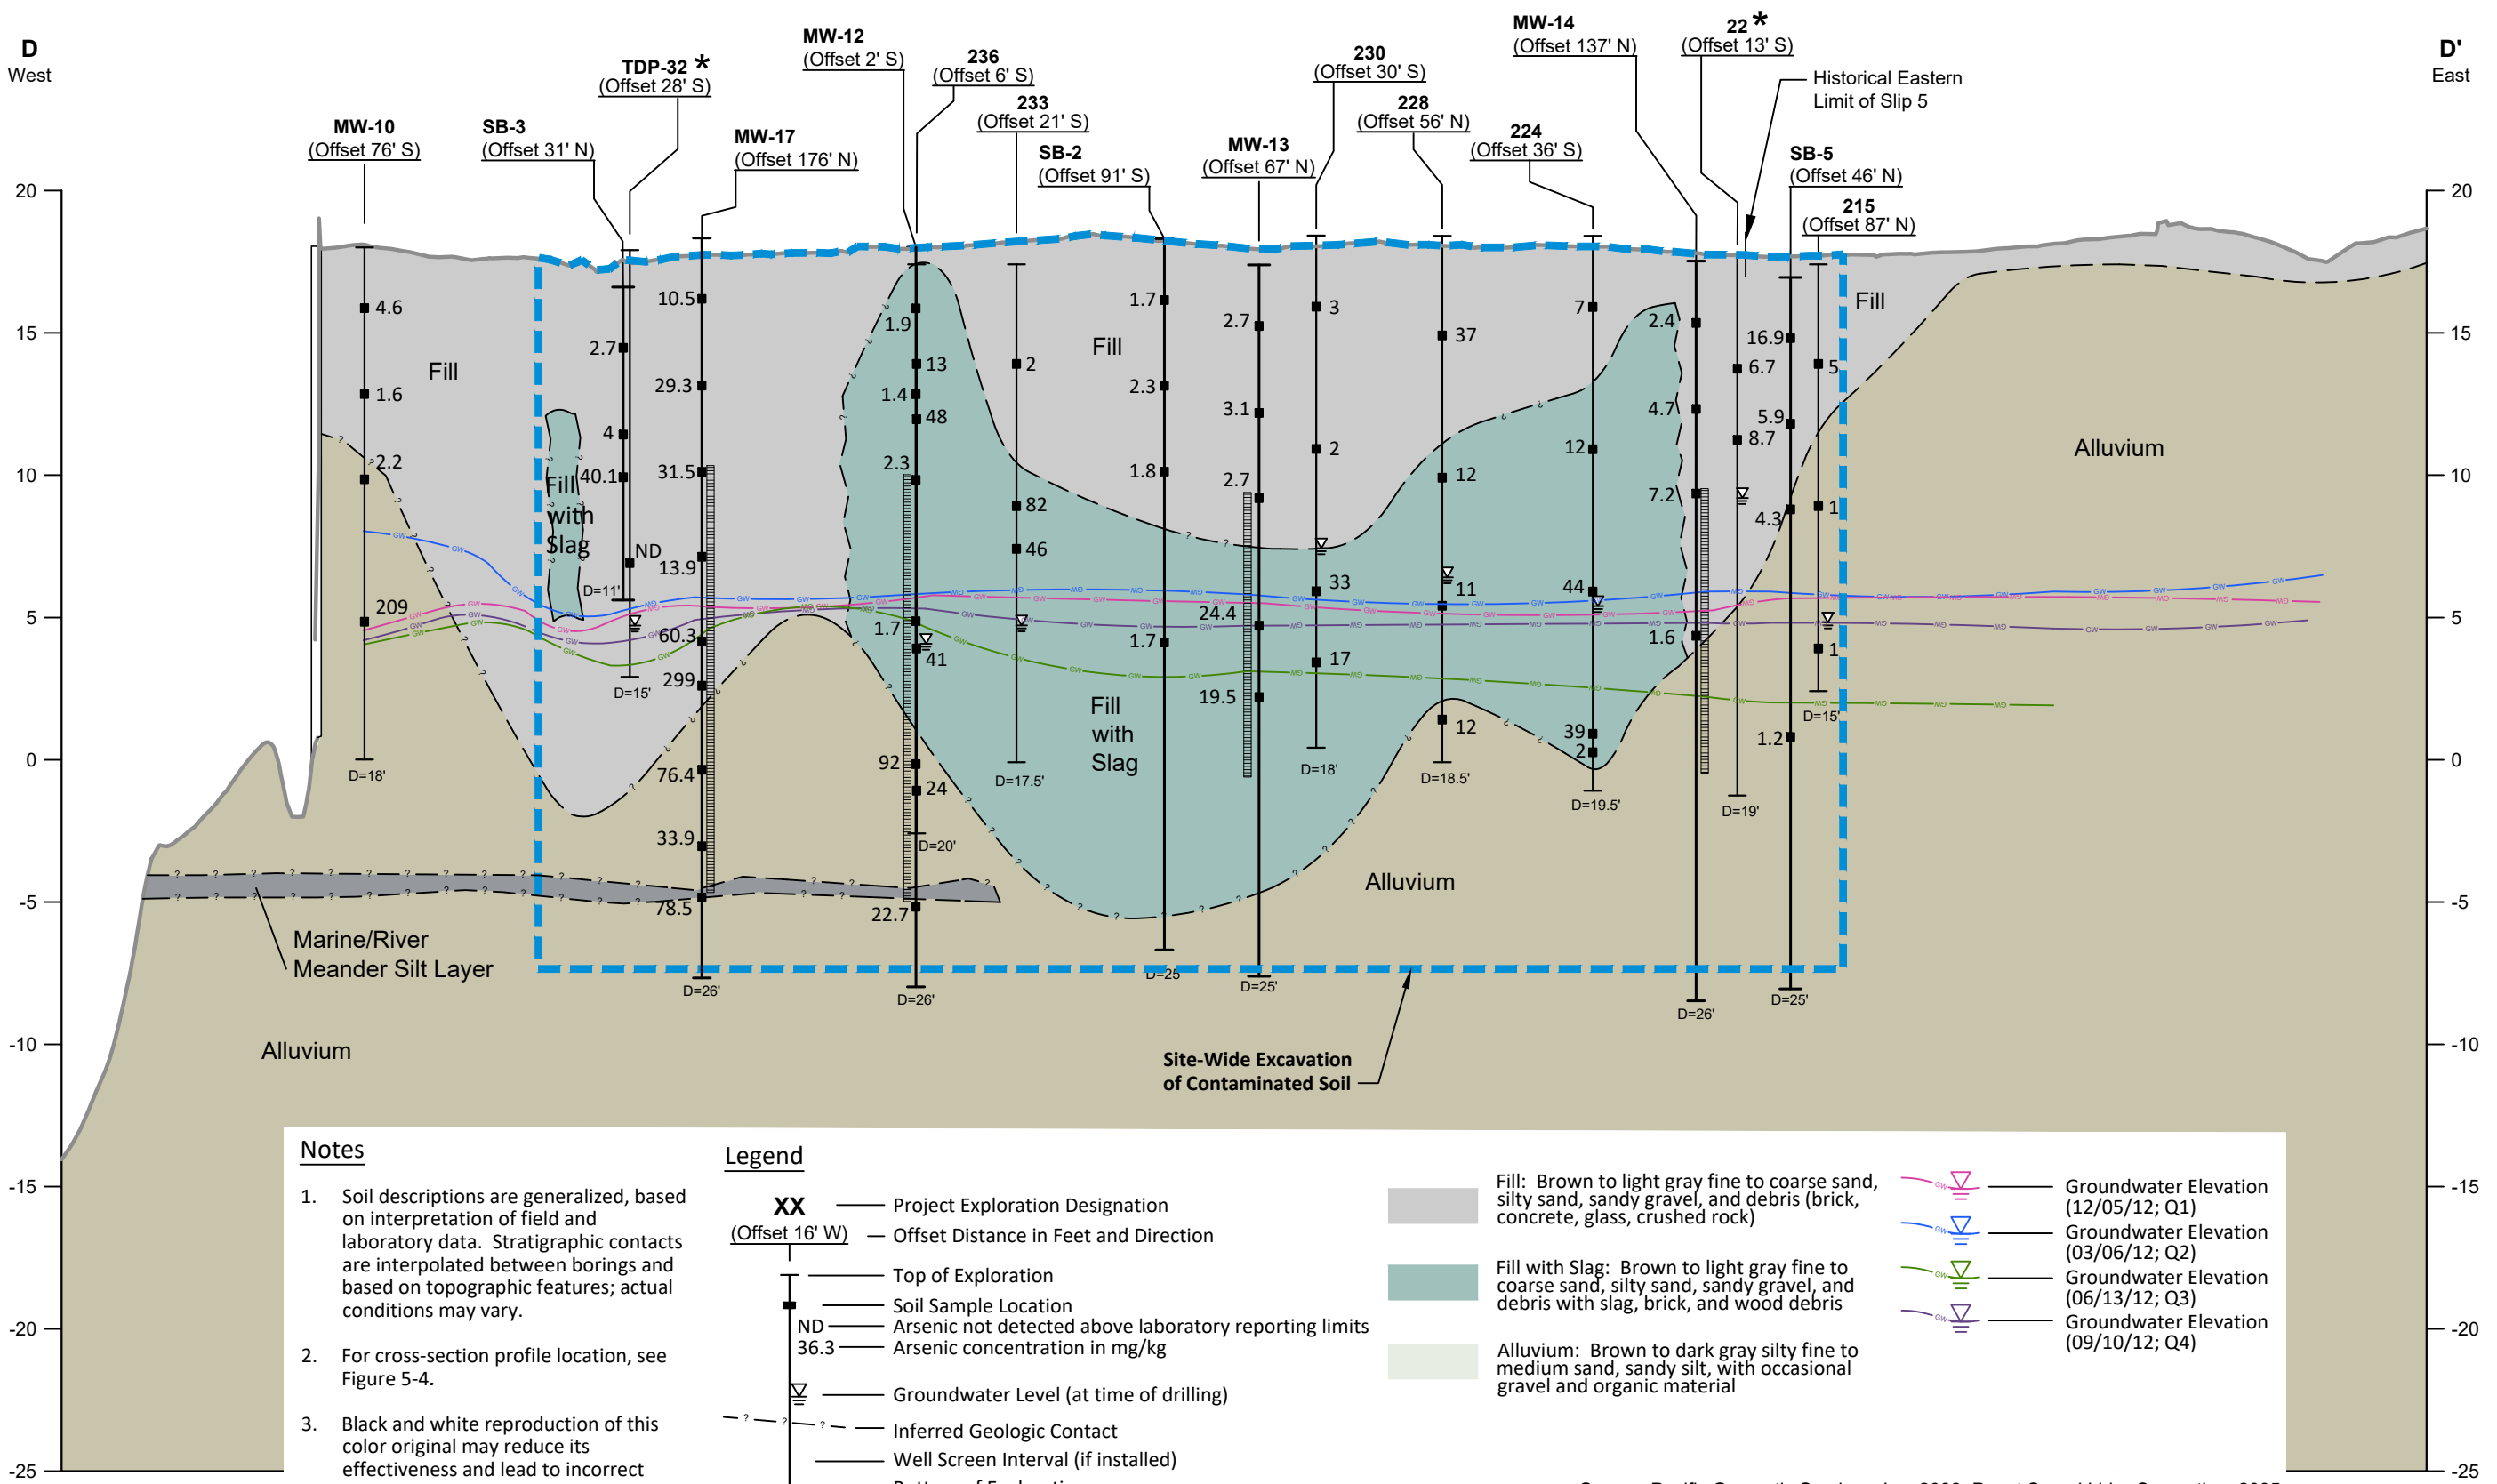 D
West
MW-10
(Offset 76' S)
SB-3
(Offset 31' N)
TDP-32 *
(Offset 28' S)
MW-17
(Offset 176' N)
MW-12
(Offset 2' S)
236
(Offset 6' S)
233
(Offset 21' S)
SB-2
(Offset 91' S)
MW-13
(Offset 67' N)
230
(Offset 30' S)
228
(Offset 56' N)
224
(Offset 36' S)
MW-14
(Offset 137' N)
22 *
(Offset 13' S)
Historical Eastern
Limit of Slip 5
SB-5
(Offset 46' N)
215
(Offset 87' N)
D'
East
20
15
10
5
0
-5
-10
-15
-20
-25
20
15
10
5
0
-5
-10
-15
-20
-25
4.6
1.6
2.2
209
D=18'
2.7
4
40.1
D=11'
ND
D=15'
10.5
29.3
31.5
13.9
60.3
299
76.4
33.9
78.5
D=26'
1.9
1.4
2.3
1.7
92
22.7
D=26'
13
48
41
24
D=20'
2
82
46
D=17.5'
1.7
2.3
1.8
1.7
D=25
2.7
3.1
2.7
24.4
19.5
D=25'
3
2
33
17
D=18'
37
12
11
12
D=18.5'
7
12
44
39
2
D=19.5'
2.4
4.7
7.2
1.6
D=26'
6.7
8.7
D=19'
16.9
5.9
4.3
1.2
D=25'
5
1
1
D=15'
Fill
Fill
with
Slag
Fill
Fill
with
Slag
Fill
Alluvium
Alluvium
Alluvium
Marine/River
Meander Silt Layer
Site-Wide Excavation
of Contaminated Soil
Notes
1. Soil descriptions are generalized, based
on interpretation of field and
laboratory data. Stratigraphic contacts
are interpolated between borings and
based on topographic features; actual
conditions may vary.
2. For cross-section profile location, see
Figure 5-4.
3. Black and white reproduction of this
color original may reduce its
effectiveness and lead to incorrect
Legend
XX
(Offset 16' W)
Project Exploration Designation
Offset Distance in Feet and Direction
Top of Exploration
Soil Sample Location
ND Arsenic not detected above laboratory reporting limits
36.3 Arsenic concentration in mg/kg
Groundwater Level (at time of drilling)
Inferred Geologic Contact
Well Screen Interval (if installed)
Fill: Brown to light gray fine to coarse sand,
silty sand, sandy gravel, and debris (brick,
concrete, glass, crushed rock)
Fill with Slag: Brown to light gray fine to
coarse sand, silty sand, sandy gravel, and
debris with slag, brick, and wood debris
Alluvium: Brown to dark gray silty fine to
medium sand, sandy silt, with occasional
gravel and organic material
Groundwater Elevation
(12/05/12; Q1)
Groundwater Elevation
(03/06/12; Q2)
Groundwater Elevation
(06/13/12; Q3)
Groundwater Elevation
(09/10/12; Q4)